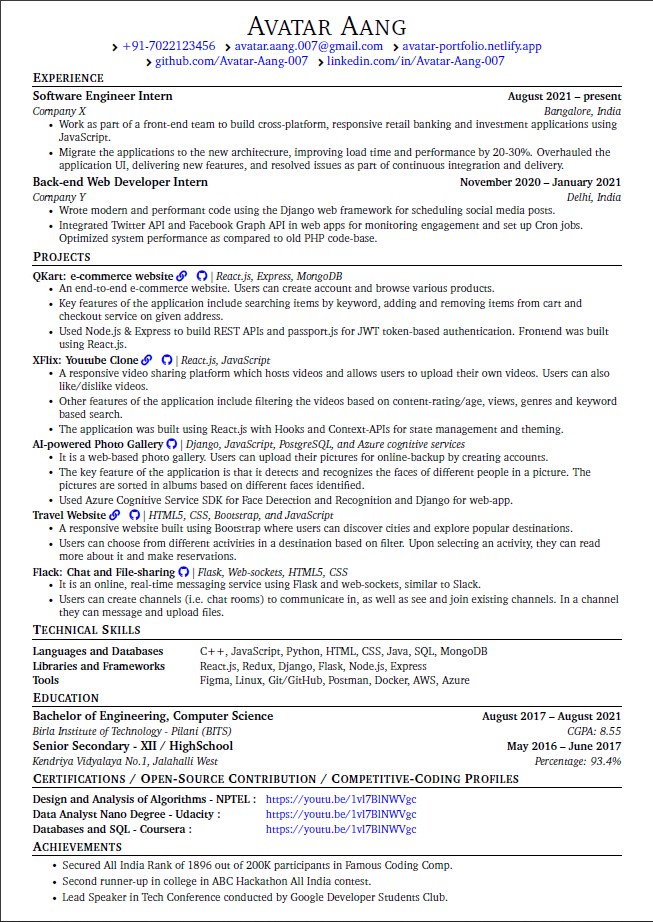 AVATAR AANG
+91-7022123456 avatar.aang.007@gmail.com avatar-portfolio.netlify.app
github.com/Avatar-Aang-007 linkedin.com/in/Avatar-Aang-007
EXPERIENCE
Software Engineer Intern August 2021 – present
Company X Bangalore, India
• Work as part of a front-end team to build cross-platform, responsive retail banking and investment applications using
JavaScript.
• Migrate the applications to the new architecture, improving load time and performance by 20-30%. Overhauled the
application UI, delivering new features, and resolved issues as part of continuous integration and delivery.
Back-end Web Developer Intern November 2020 – January 2021
Company Y Delhi, India
• Wrote modern and performant code using the Django web framework for scheduling social media posts.
• Integrated Twitter API and Facebook Graph API in web apps for monitoring engagement and set up Cron jobs.
Optimized system performance as compared to old PHP code-base.
PROJECTS
QKart: e-commerce website | React.js, Express, MongoDB
• An end-to-end e-commerce website. Users can create account and browse various products.
• Key features of the application include searching items by keyword, adding and removing items from cart and
checkout service on given address.
• Used Node.js & Express to build REST APIs and passport.js for JWT token-based authentication. Frontend was built
using React.js.
XFlix: Youtube Clone | React.js, JavaScript
• A responsive video sharing platform which hosts videos and allows users to upload their own videos. Users can also
like/dislike videos.
• Other features of the application include filtering the videos based on content-rating/age, views, genres and keyword
based search.
• The application was built using React.js with Hooks and Context-APIs for state management and theming.
AI-powered Photo Gallery | Django, JavaScript, PostgreSQL, and Azure cognitive services
• It is a web-based photo gallery. Users can upload their pictures for online-backup by creating accounts.
• The key feature of the application is that it detects and recognizes the faces of different people in a picture. The
pictures are sorted in albums based on different faces identified.
• Used Azure Cognitive Service SDK for Face Detection and Recognition and Django for web-app.
Travel Website | HTML5, CSS, Bootstrap, and JavaScript
• A responsive website built using Bootstrap where users can discover cities and explore popular destinations.
• Users can choose from different activities in a destination based on filter. Upon selecting an activity, they can read
more about it and make reservations.
Flack: Chat and File-sharing | Flask, Web-sockets, HTML5, CSS
• It is an online, real-time messaging service using Flask and web-sockets, similar to Slack.
• Users can create channels (i.e. chat rooms) to communicate in, as well as see and join existing channels. In a channel
they can message and upload files.
TECHNICAL SKILLS
Languages and Databases C++, JavaScript, Python, HTML, CSS, Java, SQL, MongoDB
Libraries and Frameworks React.js, Redux, Django, Flask, Node.js, Express
Tools Figma, Linux, Git/GitHub, Postman, Docker, AWS, Azure
EDUCATION
Bachelor of Engineering, Computer Science August 2017 – August 2021
Birla Institute of Technology - Pilani (BITS) CGPA: 8.55
Senior Secondary - XII / HighSchool May 2016 – June 2017
Kendriya Vidyalaya No.1, Jalahalli West Percentage: 93.4%
CERTIFICATIONS / OPEN-SOURCE CONTRIBUTION / COMPETITIVE-CODING PROFILES
Design and Analysis of Algorithms - NPTEL : https://youtu.be/1vl7BlNWVgc
Data Analyst Nano Degree - Udacity : https://youtu.be/1vl7BlNWVgc
Databases and SQL - Coursera : https://youtu.be/1vl7BlNWVgc
ACHIEVEMENTS
• Secured All India Rank of 1896 out of 200K participants in Famous Coding Comp.
• Second runner-up in college in ABC Hackathon All India contest.
• Lead Speaker in Tech Conference conducted by Google Developer Students Club.